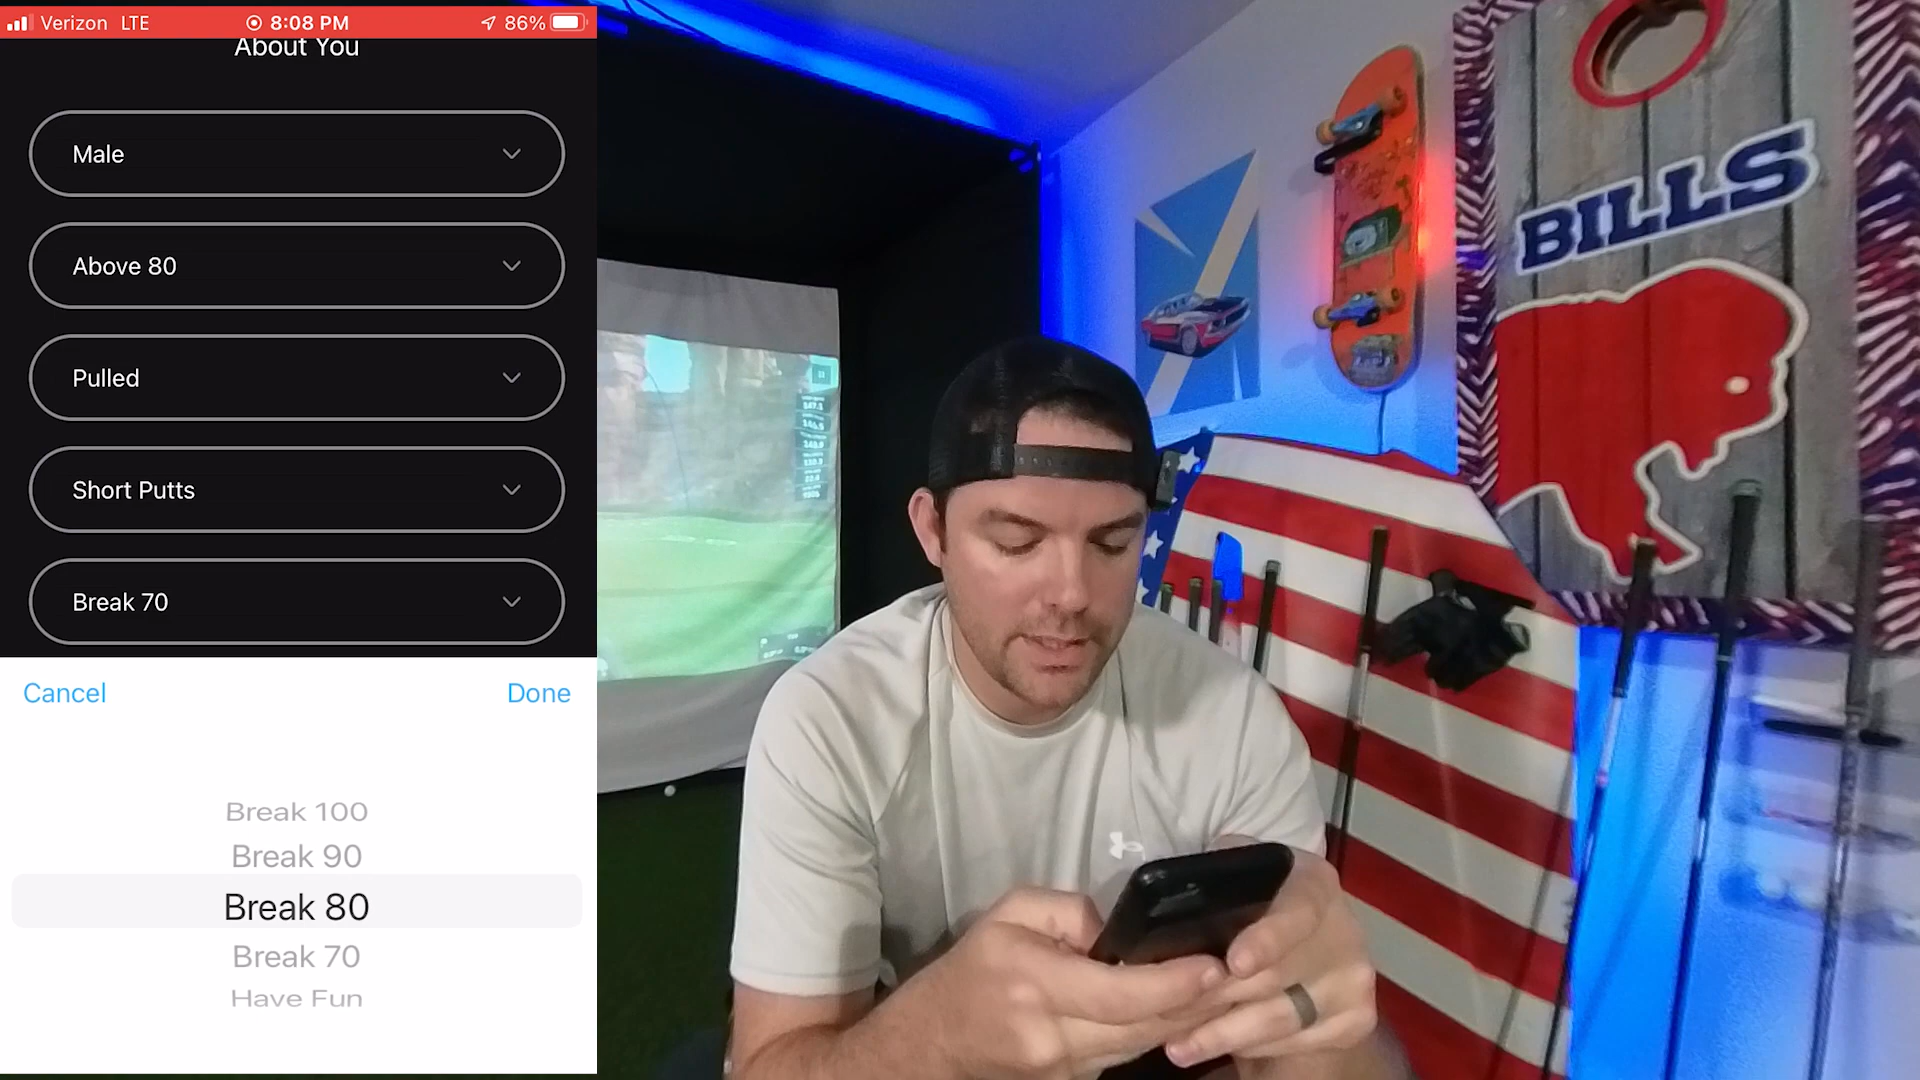 Verizon LTE 8:08 PM 86%
About You
Male
Above 80
Pulled
Short Putts
Break 70
Cancel Done
Break 100
Break 90
Break 80
Break 70
Have Fun
BILLS